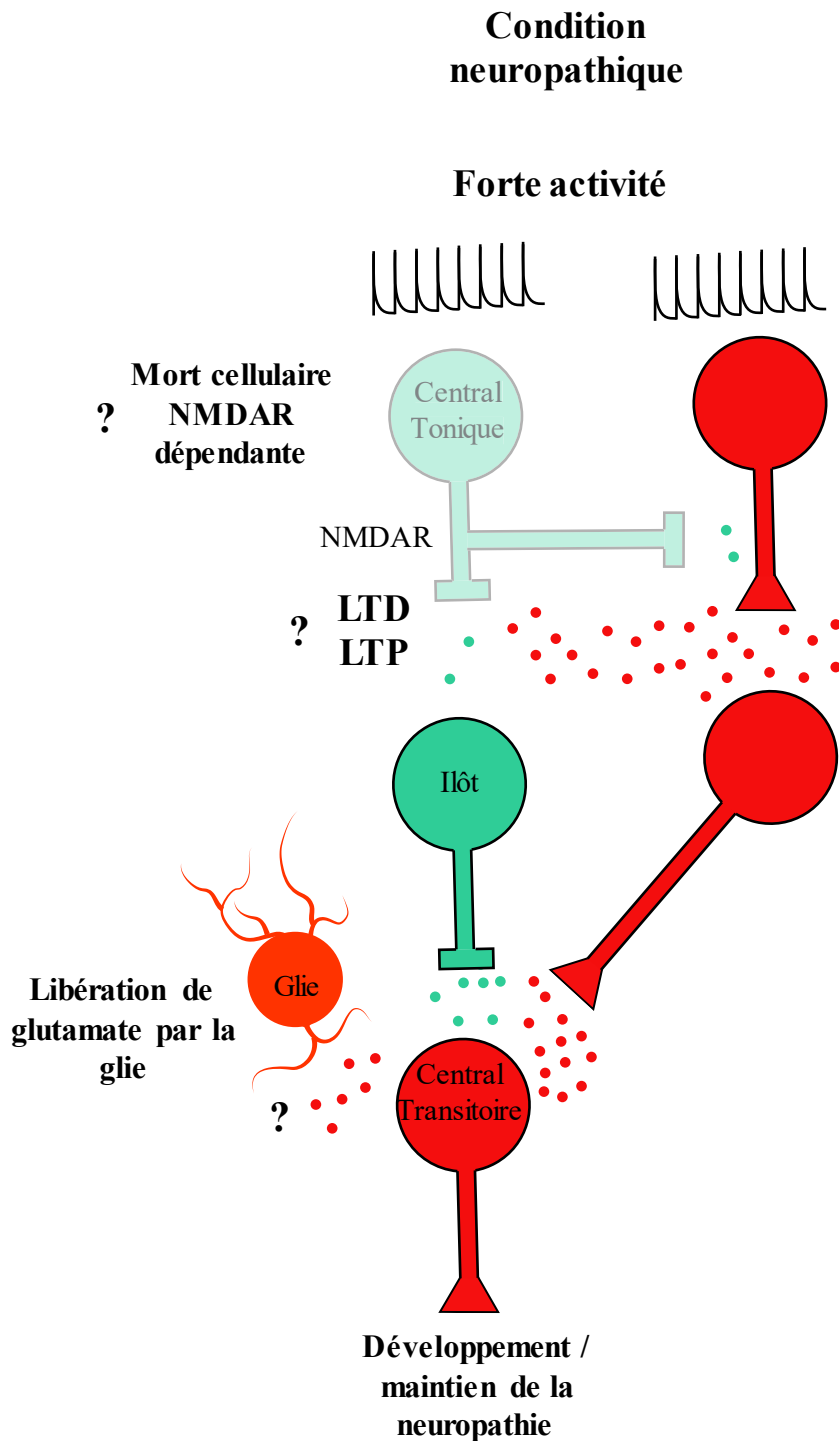 Condition
neuropathique
Forte activité
Mort cellulaire
? NMDAR
dépendante
Central
Tonique
NMDAR
? LTD
LTP
Ilôt
Glie
Libération de
glutamate par la
glie
?
Central
Transitoire
Développement /
maintien de la
neuropathie